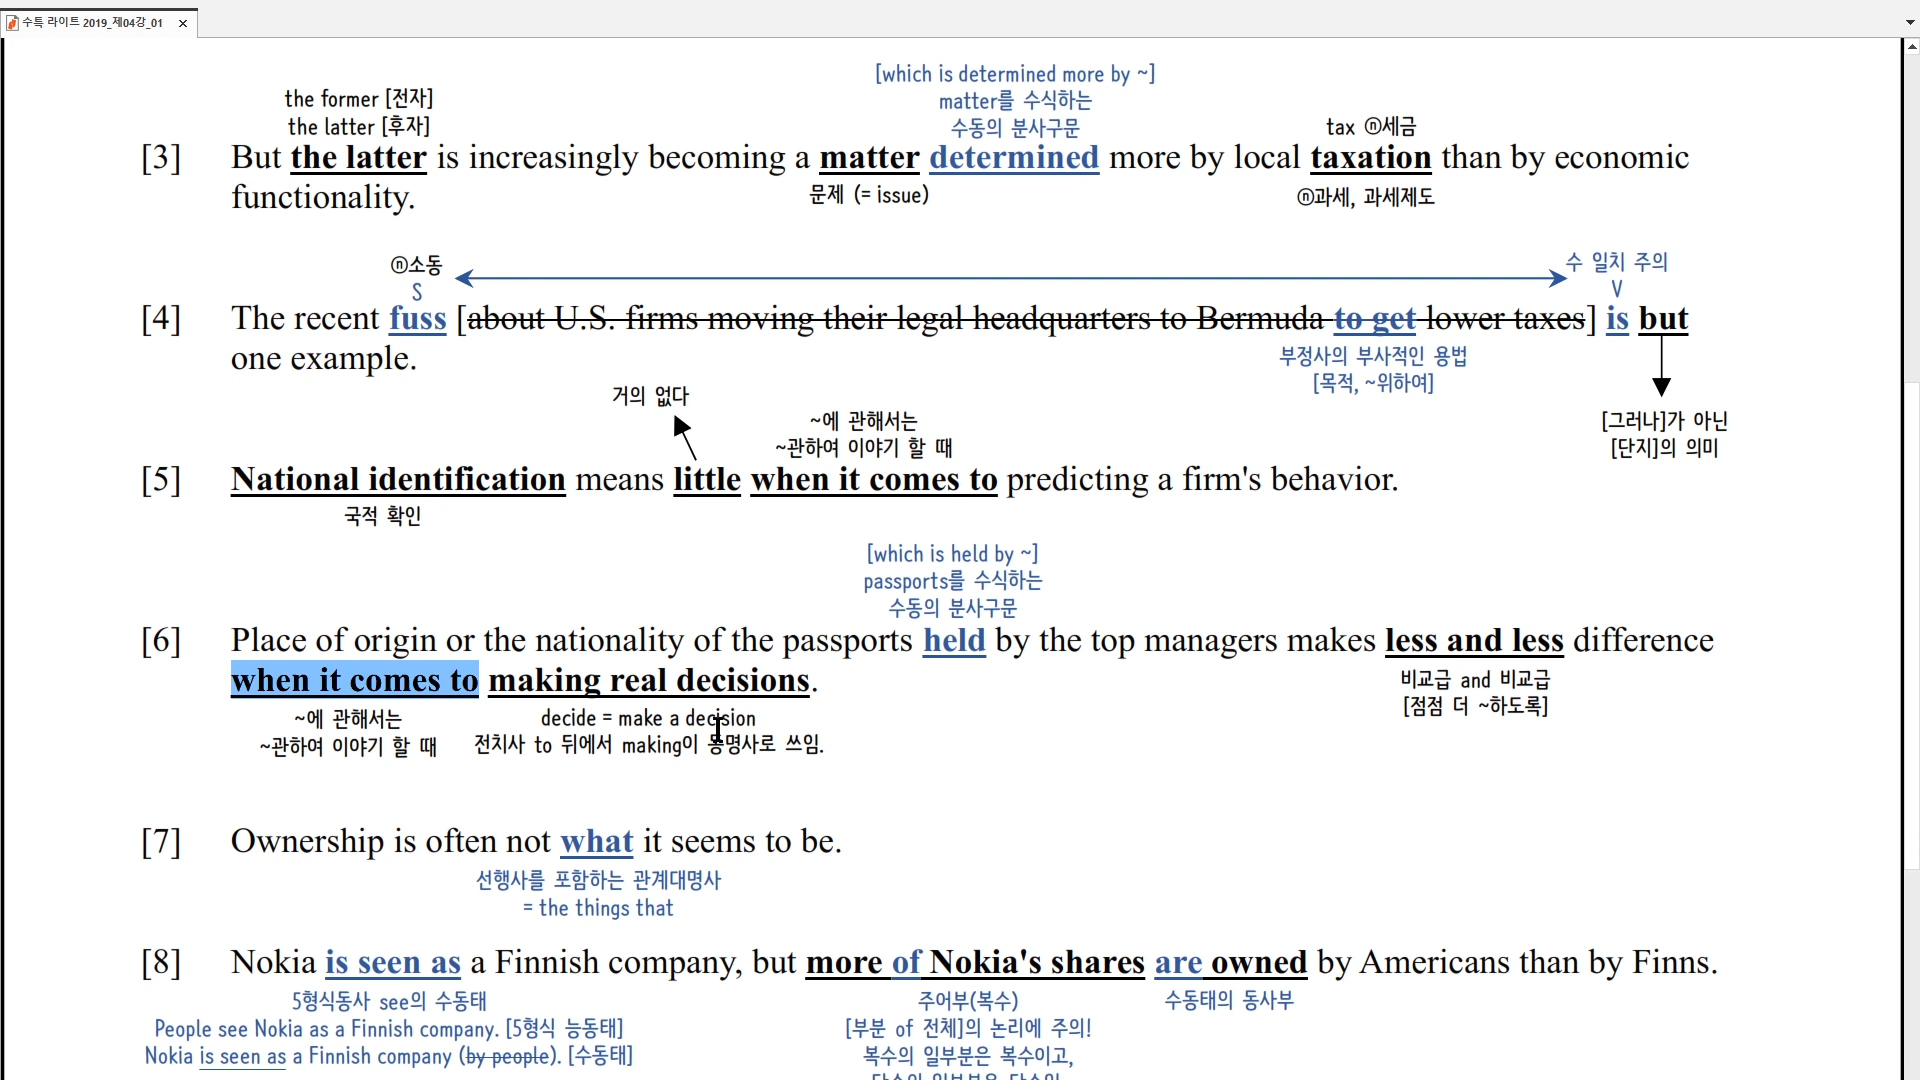 수특 라이트 2019_제04강_01
[which is determined more by ~]
the former [전자]
matter를 수식하는
the latter [후자]
수동의 분사구문
tax ⓝ세금
[3] But the latter is increasingly becoming a matter determined more by local taxation than by economic
functionality.
문제 (= issue)
ⓝ과세, 과세제도
ⓝ소동
수 일치 주의
S
V
[4] The recent fuss [about U.S. firms moving their legal headquarters to Bermuda to get lower taxes] is but
one example.
부정사의 부사적인 용법
[목적, ~위하여]
거의 없다
~에 관해서는
~관하여 이야기 할 때
[그러나]가 아닌
[단지]의 의미
[5] National identification means little when it comes to predicting a firm's behavior.
국적 확인
[which is held by ~]
passports를 수식하는
수동의 분사구문
[6] Place of origin or the nationality of the passports held by the top managers makes less and less difference
when it comes to making real decisions.
비교급 and 비교급
[점점 더 ~하도록]
~에 관해서는
~관하여 이야기 할 때
decide = make a decision
전치사 to 뒤에서 making이 동명사로 쓰임.
[7] Ownership is often not what it seems to be.
선행사를 포함하는 관계대명사
= the things that
[8] Nokia is seen as a Finnish company, but more of Nokia's shares are owned by Americans than by Finns.
5형식동사 see의 수동태
People see Nokia as a Finnish company. [5형식 능동태]
Nokia is seen as a Finnish company (by people). [수동태]
주어부(복수)
[부분 of 전체]의 논리에 주의!
복수의 일부분은 복수이고,
수동태의 동사부